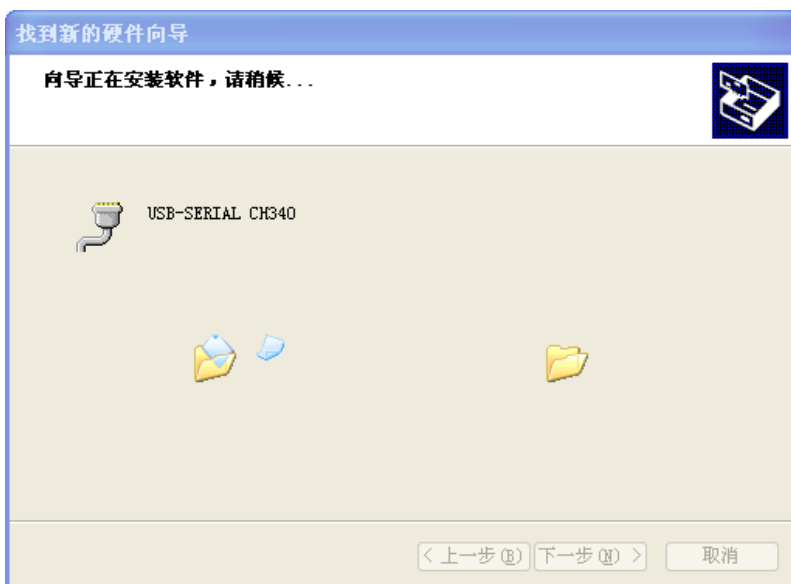 找到新的硬件向导
向导正在安装软件，请稍候...
USB-SERIAL CH340
< 上一步(B) 下一步(N) > 取消